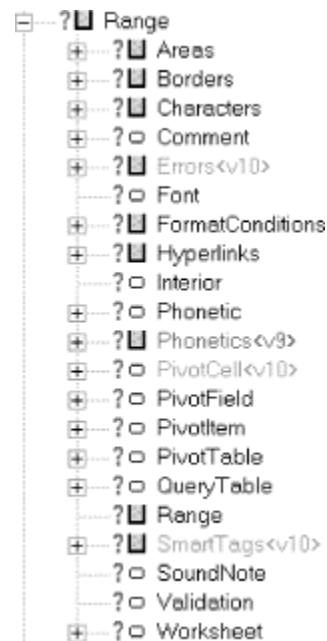 ? Range
? Areas
? Borders
? Characters
? Comment
? Errors<v10>
? Font
? FormatConditions
? Hyperlinks
? Interior
? Phonetic
? Phonetics<v9>
? PivotCell<v10>
? PivotField
? PivotItem
? PivotTable
? QueryTable
? Range
? SmartTags<v10>
? SoundNote
? Validation
? Worksheet